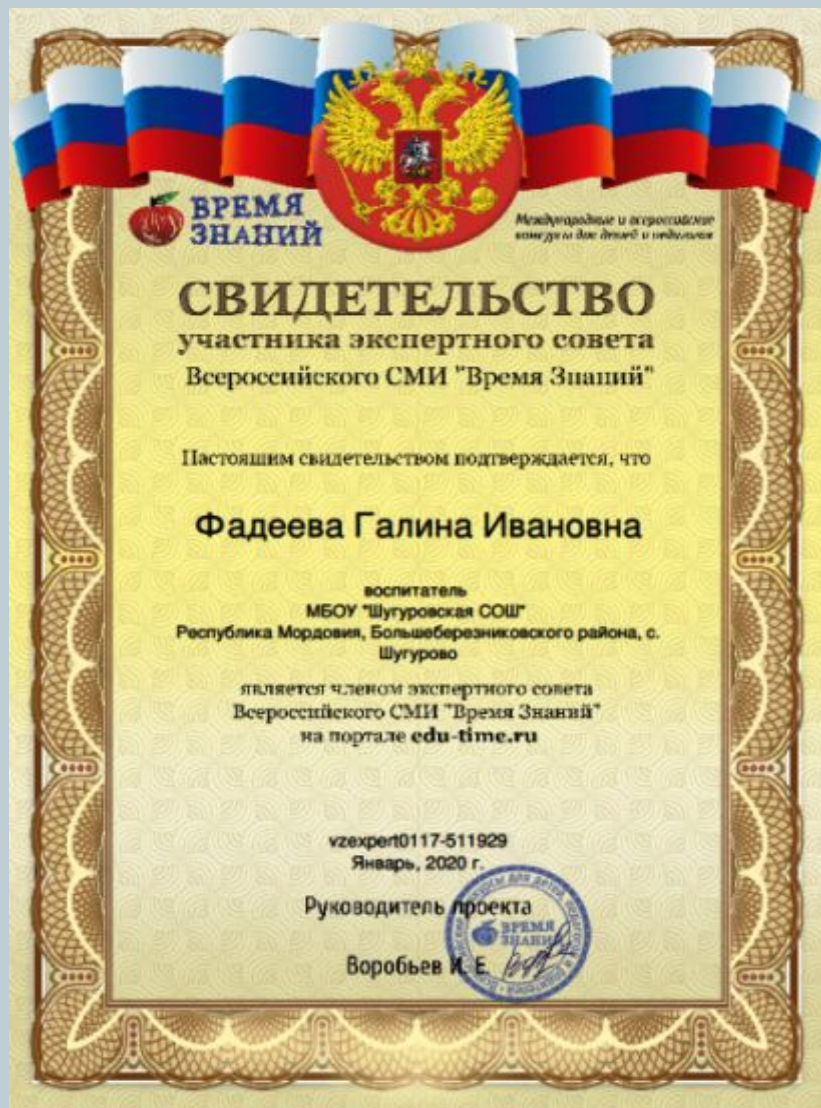 ВРЕМЯ
ЗНАНИЙ
Международные и всероссийские
конкурсы для детей и педагогов
СВИДЕТЕЛЬСТВО
участника экспертного совета
Всероссийского СМИ "Время Знаний"
Настоящим свидетельством подтверждается, что
Фадеева Галина Ивановна
воспитатель
МБОУ "Шугуровская СОШ"
Республика Мордовия, Большеберезниковского района, с.
Шугурово
является членом экспертного совета
Всероссийского СМИ "Время Знаний"
на портале edu-time.ru
vzexpert0117-511929
Январь, 2020 г.
Руководитель проекта
Воробьев И. Е.
ВРЕМЯ
ЗНАНИЙ